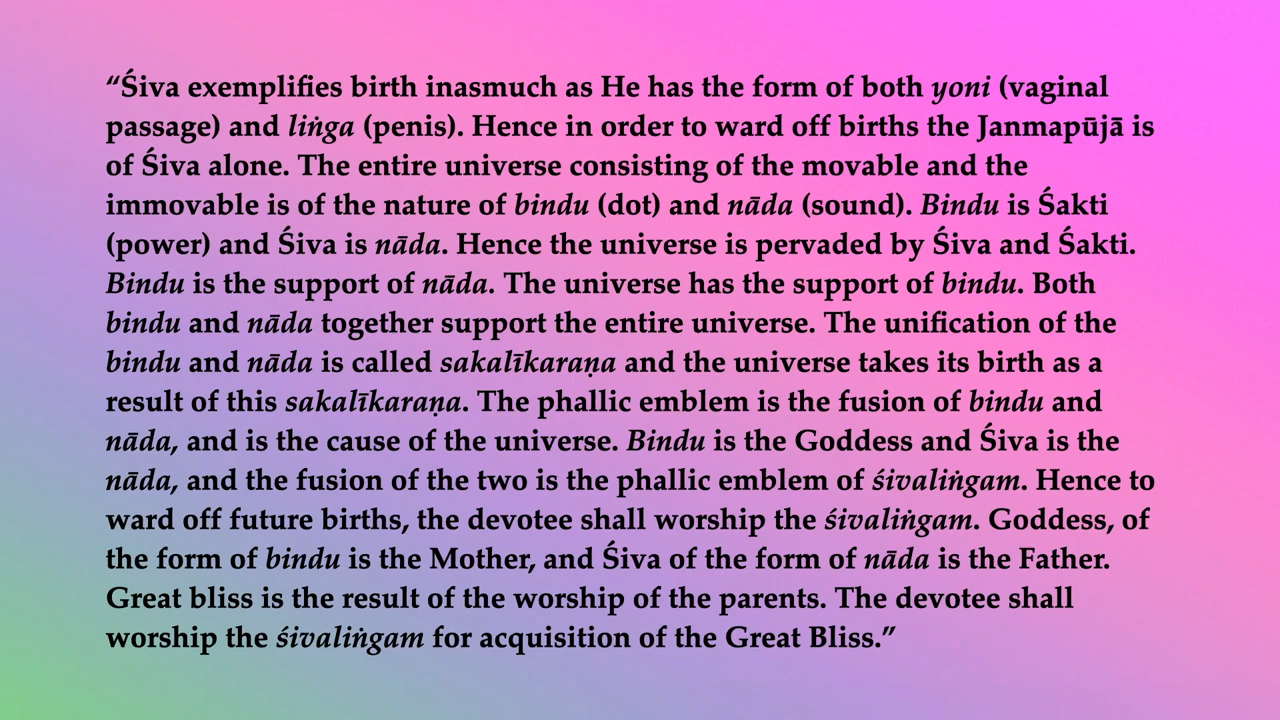 “Śiva exemplifies birth inasmuch as He has the form of both yoni (vaginal
passage) and liṅga (penis). Hence in order to ward off births the Janmapūjā is
of Śiva alone. The entire universe consisting of the movable and the
immovable is of the nature of bindu (dot) and nāda (sound). Bindu is Śakti
(power) and Śiva is nāda. Hence the universe is pervaded by Śiva and Śakti.
Bindu is the support of nāda. The universe has the support of bindu. Both
bindu and nāda together support the entire universe. The unification of the
bindu and nāda is called sakalīkaraṇa and the universe takes its birth as a
result of this sakalīkaraṇa. The phallic emblem is the fusion of bindu and
nāda, and is the cause of the universe. Bindu is the Goddess and Śiva is the
nāda, and the fusion of the two is the phallic emblem of śivaliṅgam. Hence to
ward off future births, the devotee shall worship the śivaliṅgam. Goddess, of
the form of bindu is the Mother, and Śiva of the form of nāda is the Father.
Great bliss is the result of the worship of the parents. The devotee shall
worship the śivaliṅgam for acquisition of the Great Bliss.”